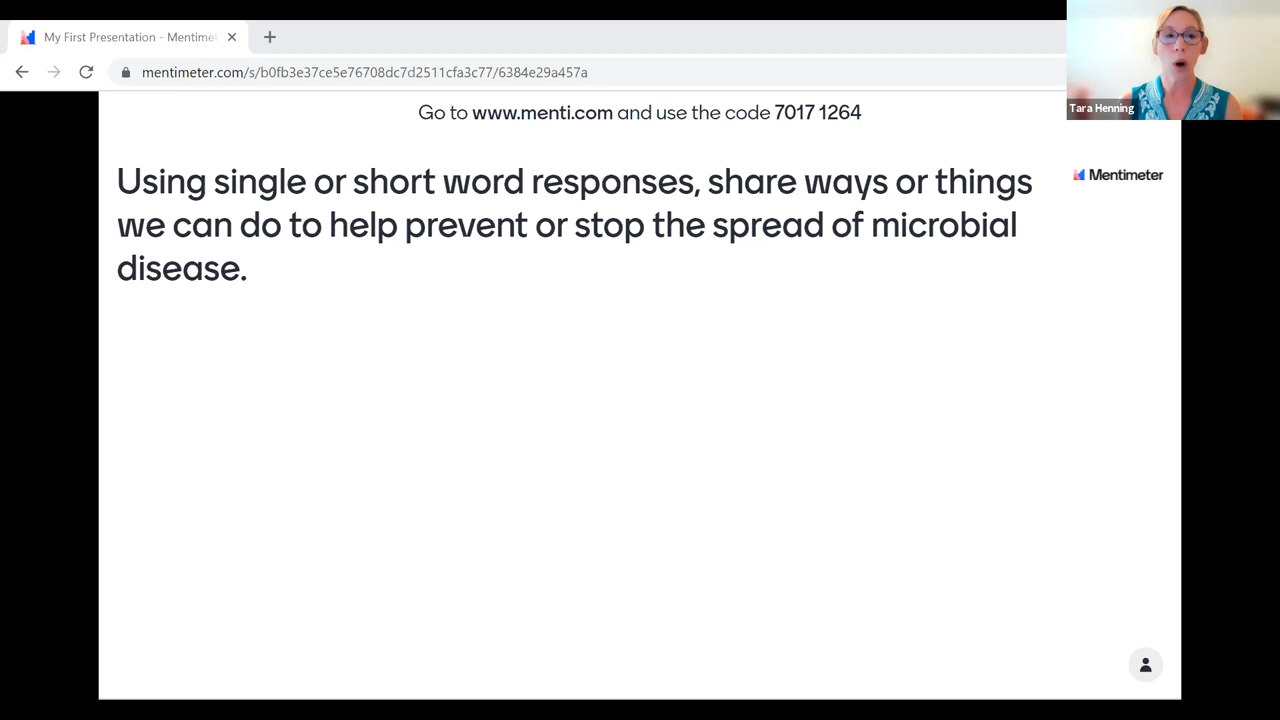 My First Presentation - Mentime
mentimeter.com/s/b0fb3e37ce5e76708dc7d2511cfa3c77/6384e29a457a
Tara Henning
Go to www.menti.com and use the code 7017 1264
Mentimeter
Using single or short word responses, share ways or things
we can do to help prevent or stop the spread of microbial
disease.